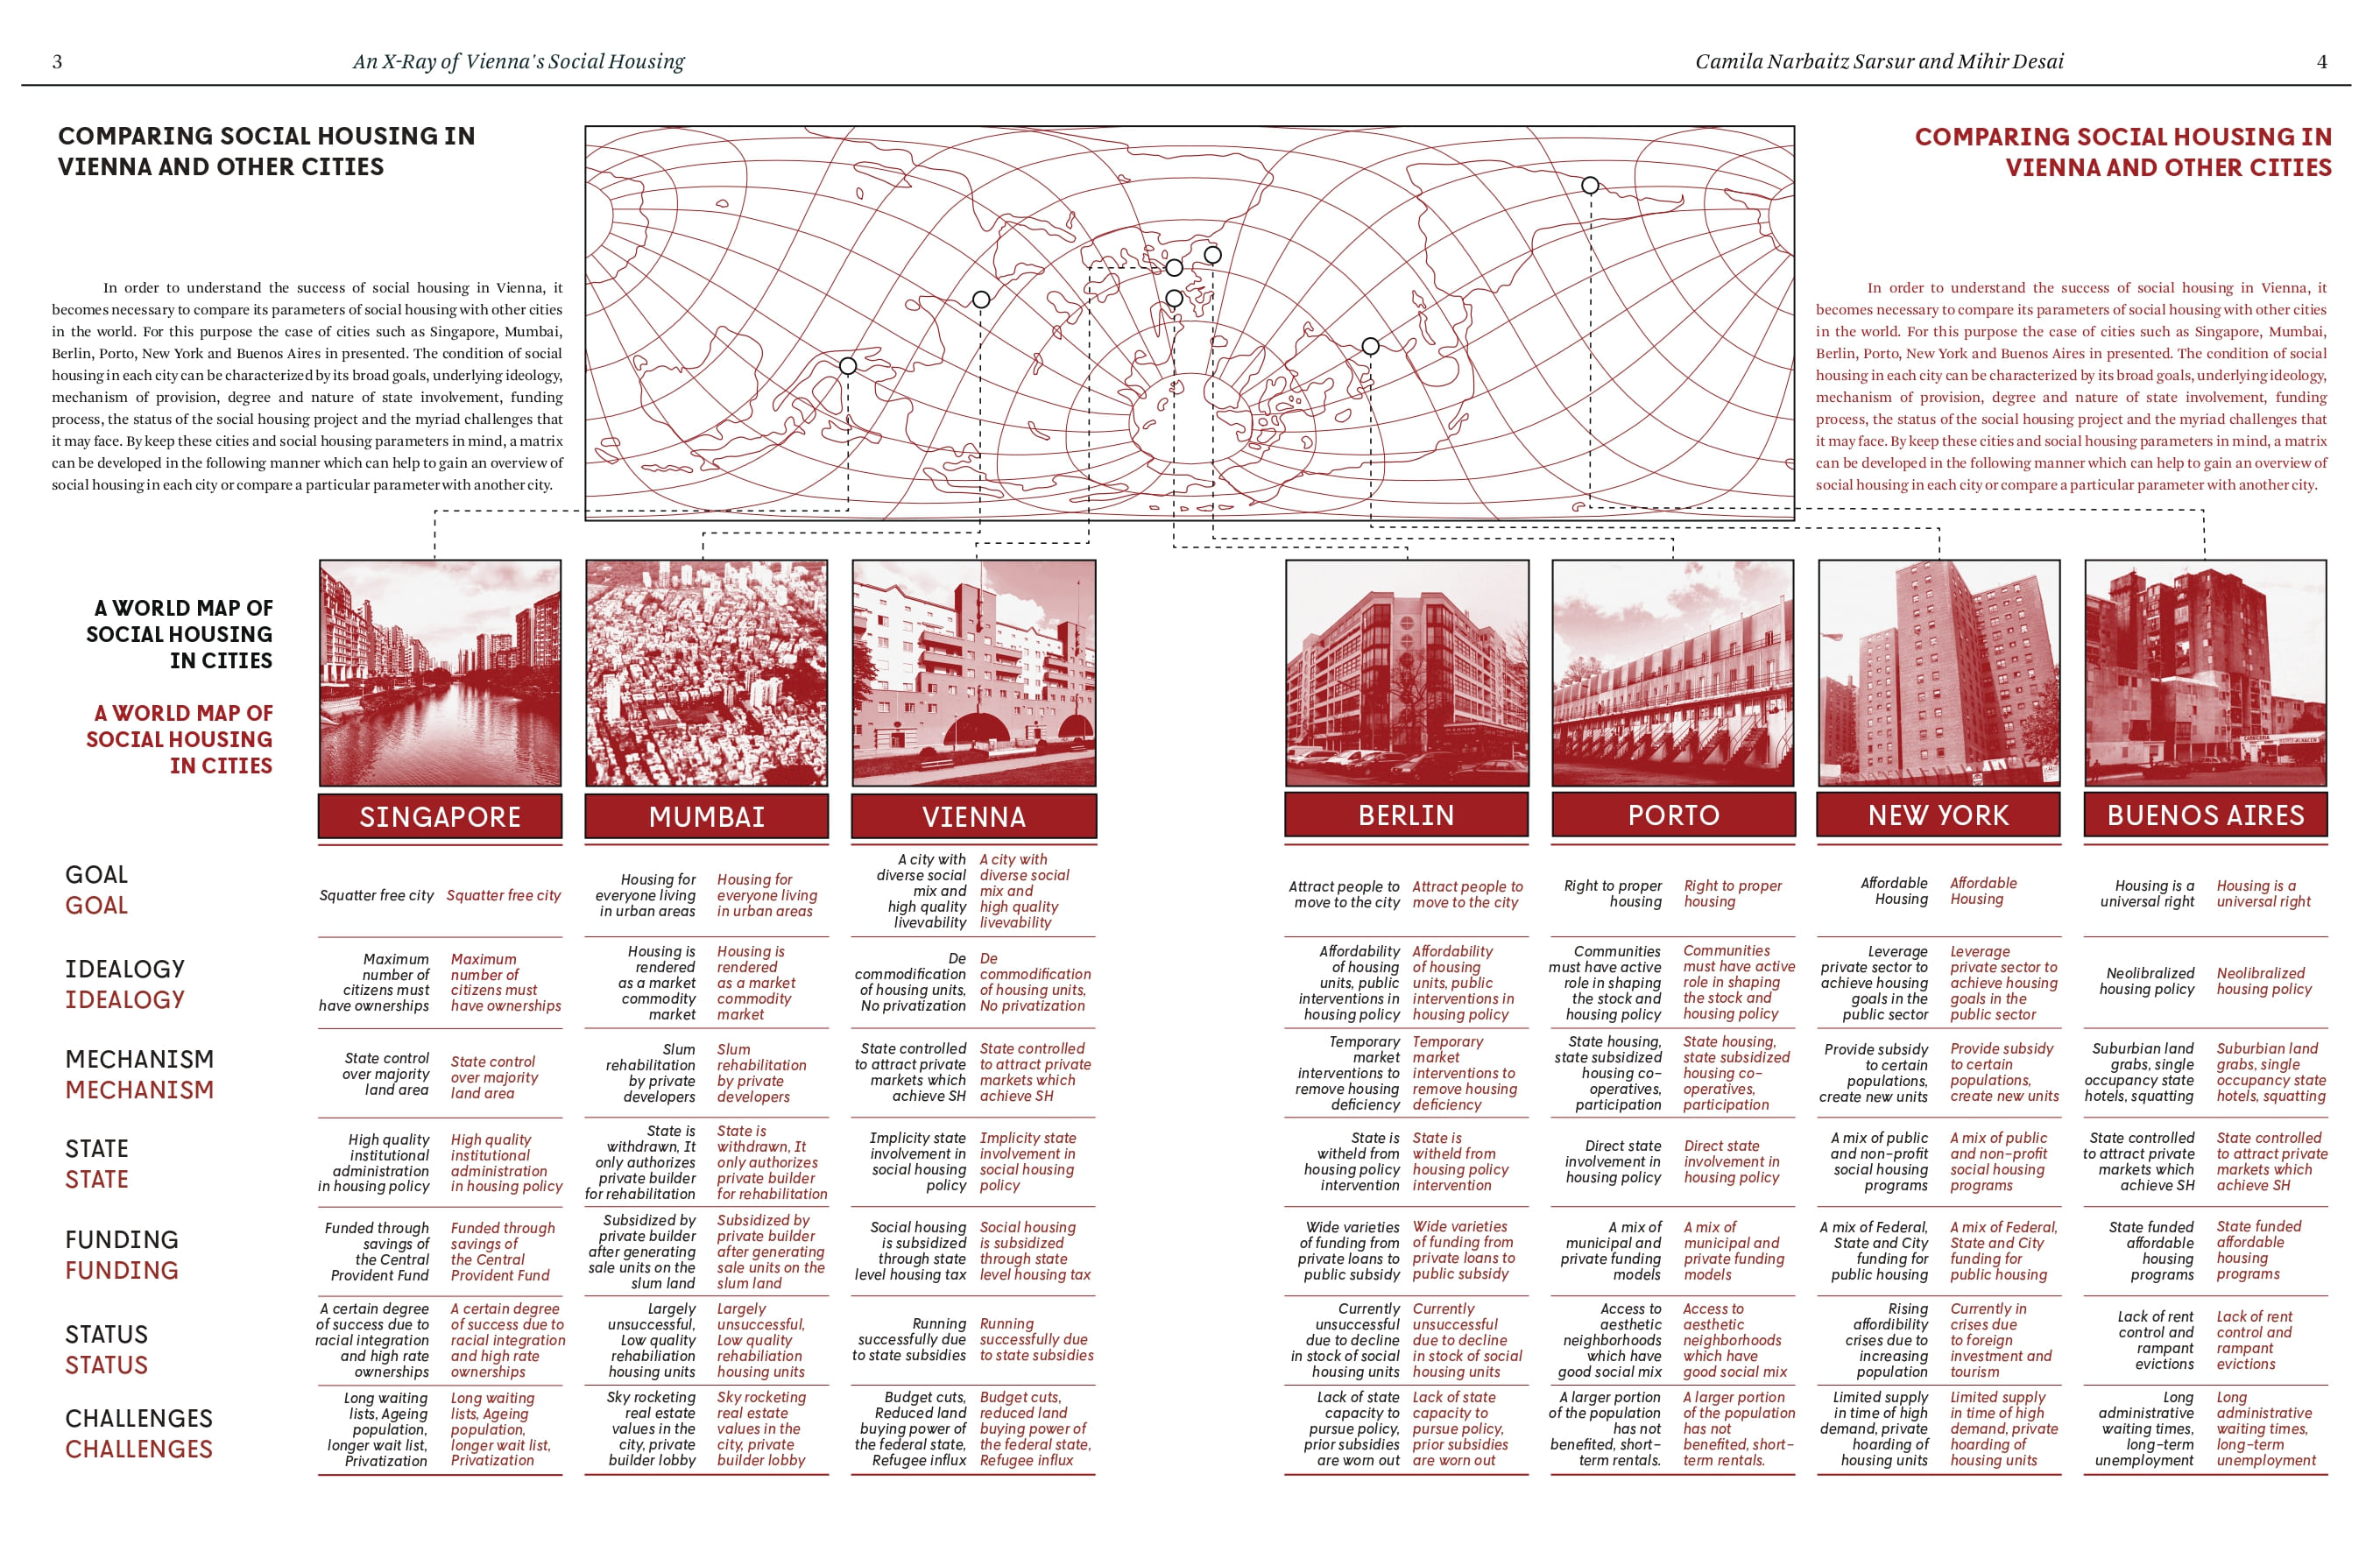 3
An X-Ray of Vienna's Social Housing
Camila Narbaitz Sarsur and Mihir Desai
4
COMPARING SOCIAL HOUSING IN
VIENNA AND OTHER CITIES
In order to understand the success of social housing in Vienna, it
becomes necessary to compare its parameters of social housing with other cities
in the world. For this purpose the case of cities such as Singapore, Mumbai,
Berlin, Porto, New York and Buenos Aires in presented. The condition of social
housing in each city can be characterized by its broad goals, underlying ideology,
mechanism of provision, degree and nature of state involvement, funding
process, the status of the social housing project and the myriad challenges that
it may face. By keep these cities and social housing parameters in mind, a matrix
can be developed in the following manner which can help to gain an overview of
social housing in each city or compare a particular parameter with another city.
COMPARING SOCIAL HOUSING IN
VIENNA AND OTHER CITIES
In order to understand the success of social housing in Vienna, it
becomes necessary to compare its parameters of social housing with other cities
in the world. For this purpose the case of cities such as Singapore, Mumbai,
Berlin, Porto, New York and Buenos Aires in presented. The condition of social
housing in each city can be characterized by its broad goals, underlying ideology,
mechanism of provision, degree and nature of state involvement, funding
process, the status of the social housing project and the myriad challenges that
it may face. By keep these cities and social housing parameters in mind, a matrix
can be developed in the following manner which can help to gain an overview of
social housing in each city or compare a particular parameter with another city.
A WORLD MAP OF
SOCIAL HOUSING
IN CITIES
A WORLD MAP OF
SOCIAL HOUSING
IN CITIES
SINGAPORE
MUMBAI
VIENNA
BERLIN
PORTO
NEW YORK
BUENOS AIRES
GOAL
GOAL
Squatter free city
Squatter free city
Housing for
everyone living
in urban areas
Housing for
everyone living
in urban areas
A city with
diverse social
mix and
high quality
livevability
A city with
diverse social
mix and
high quality
livevability
Attract people to
move to the city
Attract people to
move to the city
Right to proper
housing
Right to proper
housing
Affordable
Housing
Affordable
Housing
Housing is a
universal right
Housing is a
universal right
IDEALOGY
IDEALOGY
Maximum
number of
citizens must
have ownerships
Maximum
number of
citizens must
have ownerships
Housing is
rendered
as a market
commodity
market
Housing is
rendered
as a market
commodity
market
De
commodification
of housing units,
No privatization
De
commodification
of housing units,
No privatization
Affordability
of housing
units, public
interventions in
housing policy
Affordability
of housing
units, public
interventions in
housing policy
Communities
must have active
role in shaping
the stock and
housing policy
Communities
must have active
role in shaping
the stock and
housing policy
Leverage
private sector to
achieve housing
goals in the
public sector
Leverage
private sector to
achieve housing
goals in the
public sector
Neolibralized
housing policy
Neolibralized
housing policy
MECHANISM
MECHANISM
State control
over majority
land area
State control
over majority
land area
Slum
rehabilitation
by private
developers
Slum
rehabilitation
by private
developers
State controlled
to attract private
markets which
achieve SH
State controlled
to attract private
markets which
achieve SH
Temporary
market
interventions to
remove housing
deficiency
Temporary
market
interventions to
remove housing
deficiency
State housing,
state subsidized
housing co-
operatives,
participation
State housing,
state subsidized
housing co-
operatives,
participation
Provide subsidy
to certain
populations,
create new units
Provide subsidy
to certain
populations,
create new units
Suburbian land
grabs, single
occupancy state
hotels, squatting
Suburbian land
grabs, single
occupancy state
hotels, squatting
STATE
STATE
High quality
institutional
administration
in housing policy
High quality
institutional
administration
in housing policy
State is
withdrawn, It
only authorizes
private builder
for rehabilitation
State is
withdrawn, It
only authorizes
private builder
for rehabilitation
Implicity state
involvement in
social housing
policy
Implicity state
involvement in
social housing
policy
State is
witheld from
housing policy
intervention
State is
witheld from
housing policy
intervention
Direct state
involvement in
housing policy
Direct state
involvement in
housing policy
A mix of public
and non-profit
social housing
programs
A mix of public
and non-profit
social housing
programs
State controlled
to attract private
markets which
achieve SH
State controlled
to attract private
markets which
achieve SH
FUNDING
FUNDING
Funded through
savings of
the Central
Provident Fund
Funded through
savings of
the Central
Provident Fund
Subsidized by
private builder
after generating
sale units on the
slum land
Subsidized by
private builder
after generating
sale units on the
slum land
Social housing
is subsidized
through state
level housing tax
Social housing
is subsidized
through state
level housing tax
Wide varieties
of funding from
private loans to
public subsidy
Wide varieties
of funding from
private loans to
public subsidy
A mix of
municipal and
private funding
models
A mix of
municipal and
private funding
models
A mix of Federal,
State and City
funding for
public housing
A mix of Federal,
State and City
funding for
public housing
State funded
affordable
housing
programs
State funded
affordable
housing
programs
STATUS
STATUS
A certain degree
of success due to
racial integration
and high rate
ownerships
A certain degree
of success due to
racial integration
and high rate
ownerships
Largely
unsuccessful,
Low quality
rehabiliation
housing units
Largely
unsuccessful,
Low quality
rehabiliation
housing units
Running
successfully due
to state subsidies
Running
successfully due
to state subsidies
Currently
unsuccessful
due to decline
in stock of social
housing units
Currently
unsuccessful
due to decline
in stock of social
housing units
Access to
aesthetic
neighborhoods
which have
good social mix
Access to
aesthetic
neighborhoods
which have
good social mix
Rising
affordibility
crises due to
increasing
population
Currently in
crises due
to foreign
investment and
tourism
Lack of rent
control and
rampant
evictions
Lack of rent
control and
rampant
evictions
CHALLENGES
CHALLENGES
Long waiting
lists, Ageing
population,
longer wait list,
Privatization
Long waiting
lists, Ageing
population,
longer wait list,
Privatization
Sky rocketing
real estate
values in the
city, private
builder lobby
Sky rocketing
real estate
values in the
city, private
builder lobby
Budget cuts,
Reduced land
buying power of
the federal state,
Refugee influx
Budget cuts,
reduced land
buying power of
the federal state,
Refugee influx
Lack of state
capacity to
pursue policy,
prior subsidies
are worn out
Lack of state
capacity to
pursue policy,
prior subsidies
are worn out
A larger portion
of the population
has not
benefited, short-
term rentals.
A larger portion
of the population
has not
benefited, short-
term rentals.
Limited supply
in time of high
demand, private
hoarding of
housing units
Limited supply
in time of high
demand, private
hoarding of
housing units
Long
administrative
waiting times,
long-term
unemployment
Long
administrative
waiting times,
long-term
unemployment